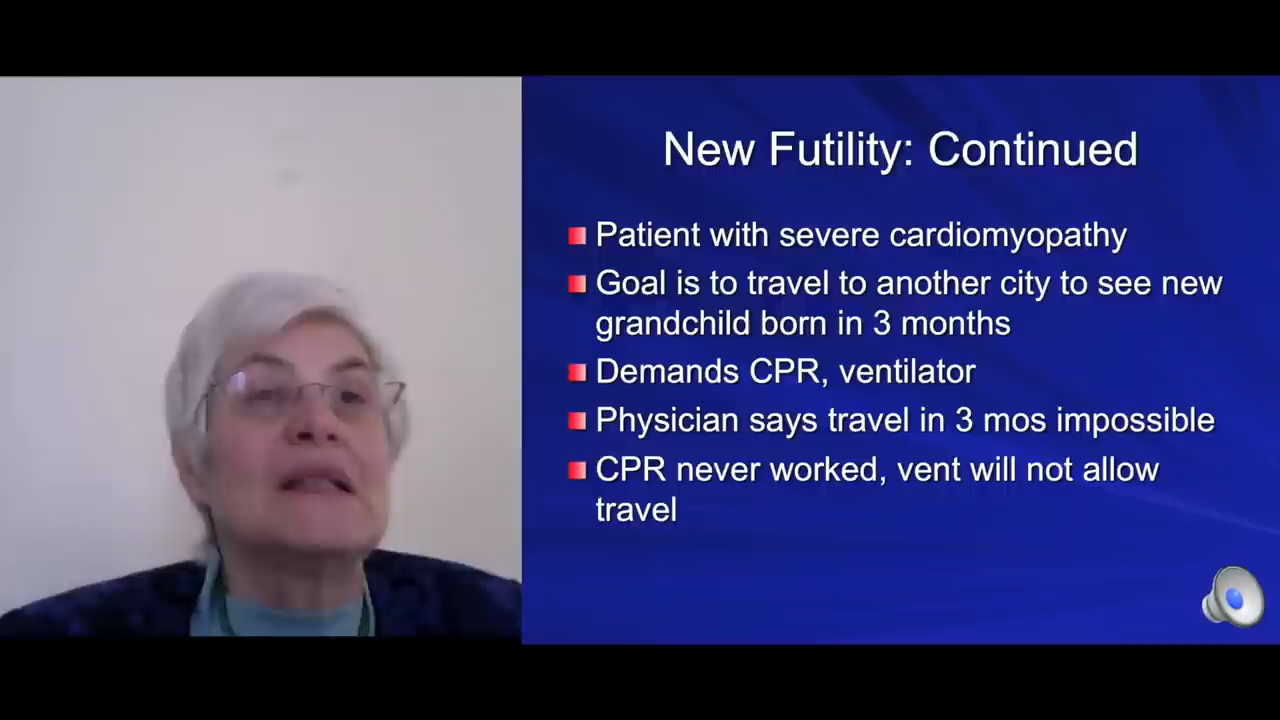 New Futility: Continued
Patient with severe cardiomyopathy
Goal is to travel to another city to see new
grandchild born in 3 months
Demands CPR, ventilator
Physician says travel in 3 mos impossible
CPR never worked, vent will not allow
travel